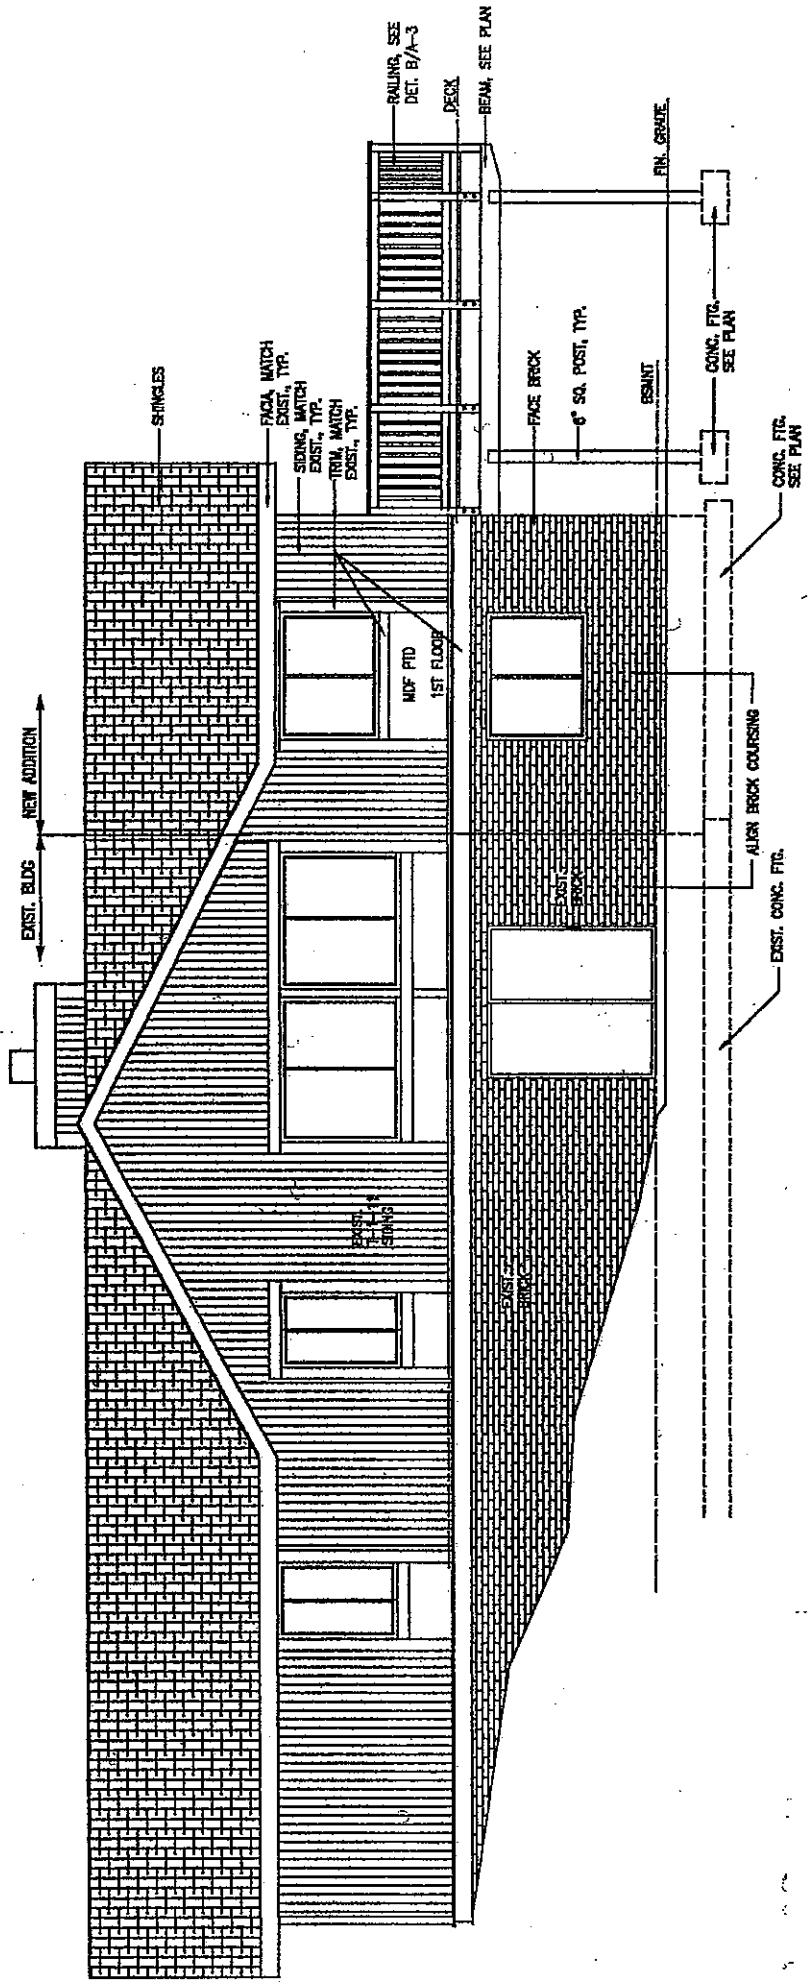 EXIST. BLDG
NEW ADDITION
SHINGLES
FACIA, MATCH
EXIST., TYP.
SIDING, MATCH
EXIST., TYP.
TRIM, MATCH
EXIST., TYP.
RAILING, SEE
DET. B/A-3
DECK
BEAM, SEE PLAN
MDF PTD
1ST FLOOR
EXIST.
T-1-11
SIDING
EXIST.
BRICK
EXIST.
BRICK
FACE BRICK
6" SQ. POST, TYP.
BSMNT
FIN. GRADE
ALIGN BRICK COURSING
CONC. FTG.
SEE PLAN
CONC. FTG.
SEE PLAN
EXIST. CONC. FTG.